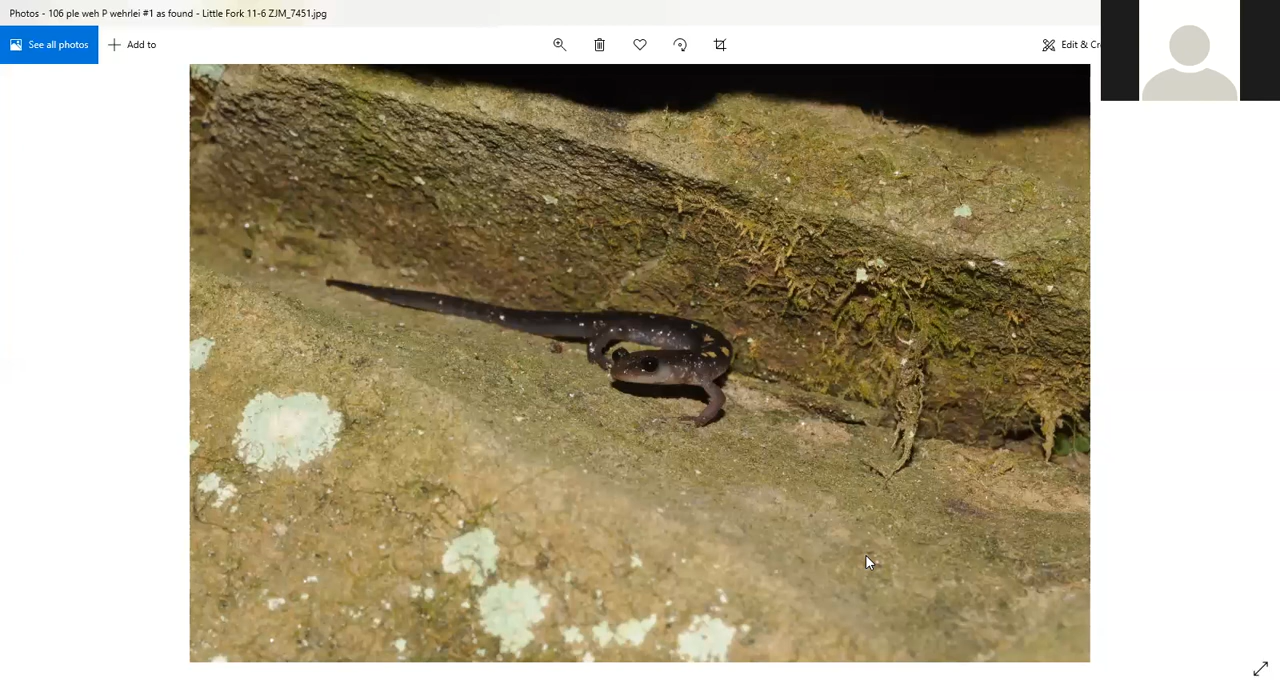 Photos - 106 ple weh P wehrlei #1 as found - Little Fork 11-6 ZJM_7451.jpg
See all photos
Add to
Edit & Cr